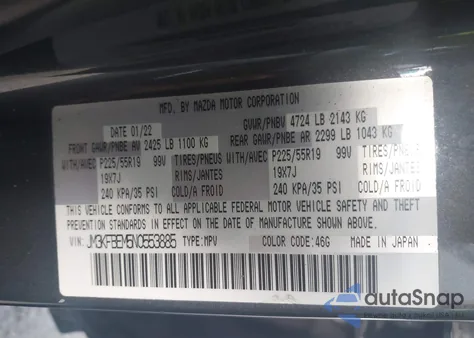 MFD. BY MAZDA MOTOR CORPORATION
DATE 01/22 GVWR/PNBV 4724 LB 2143 KG
FRONT GAWR/PNBE AV 2425 LB 1100 KG REAR GAWR/PNBE AR 2299 LB 1043 KG
WITH/AVEC P225/55R19 99V TIRES/PNEUS WITH/AVEC P225/55R19 99V TIRES/PNEUS
19X7J RIMS/JANTES 19X7J RIMS/JANTES
240 KPA/35 PSI COLD/A FROID 240 KPA/35 PSI COLD/A FROID
THIS VEHICLE CONFORMS TO ALL APPLICABLE FEDERAL MOTOR VEHICLE SAFETY
STANDARDS IN EFFECT ON THE DATE OF MANUFACTURE SHOWN ABOVE.
VIN: JM3KFBEM5N0553885 TYPE: MPV COLOR CODE: 46G MADE IN JAPAN
autoSnap